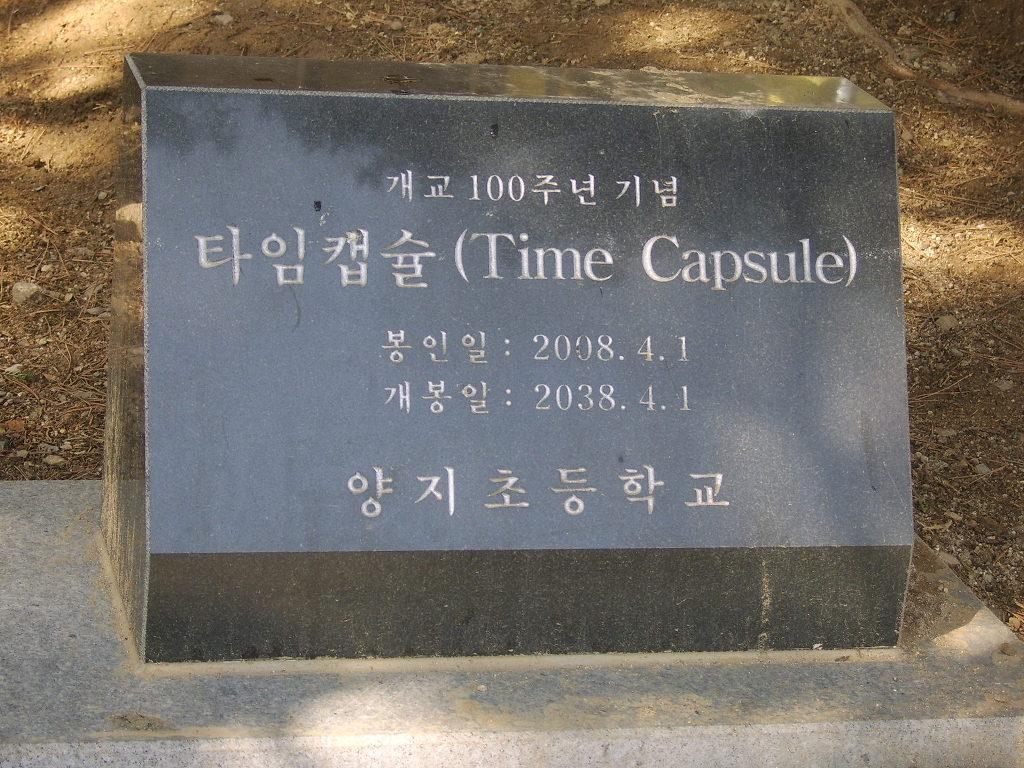 개교 100주년 기념
타임캡슐 (Time Capsule)
봉인일 : 2008. 4. 1
개봉일 : 2038. 4. 1
양지초등학교